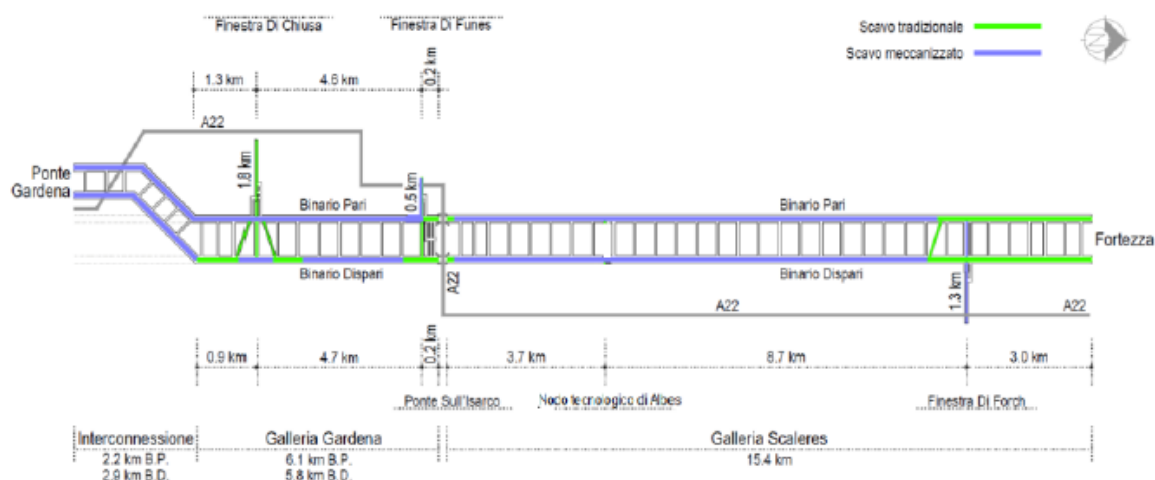 Finestra Di Chiusa
Finestra Di Funes
Scavo tradizionale
Scavo meccanizzato
N
1.3 km
4.6 km
0.2 km
A22
Ponte
Gardena
1.8 km
0.5 km
Binario Pari
Binario Pari
Fortezza
Binario Dispari
Binario Dispari
A22
1.3 km
A22
A22
0.9 km
4.7 km
0.2 km
3.7 km
8.7 km
3.0 km
Ponte Sull'Isarco
Nodo tecnologico di Albes
Finestra Di Forch
Interconnessione
Galleria Gardena
Galleria Scaleres
2.2 km B.P.
6.1 km B.P.
15.4 km
2.9 km B.D.
5.8 km B.D.